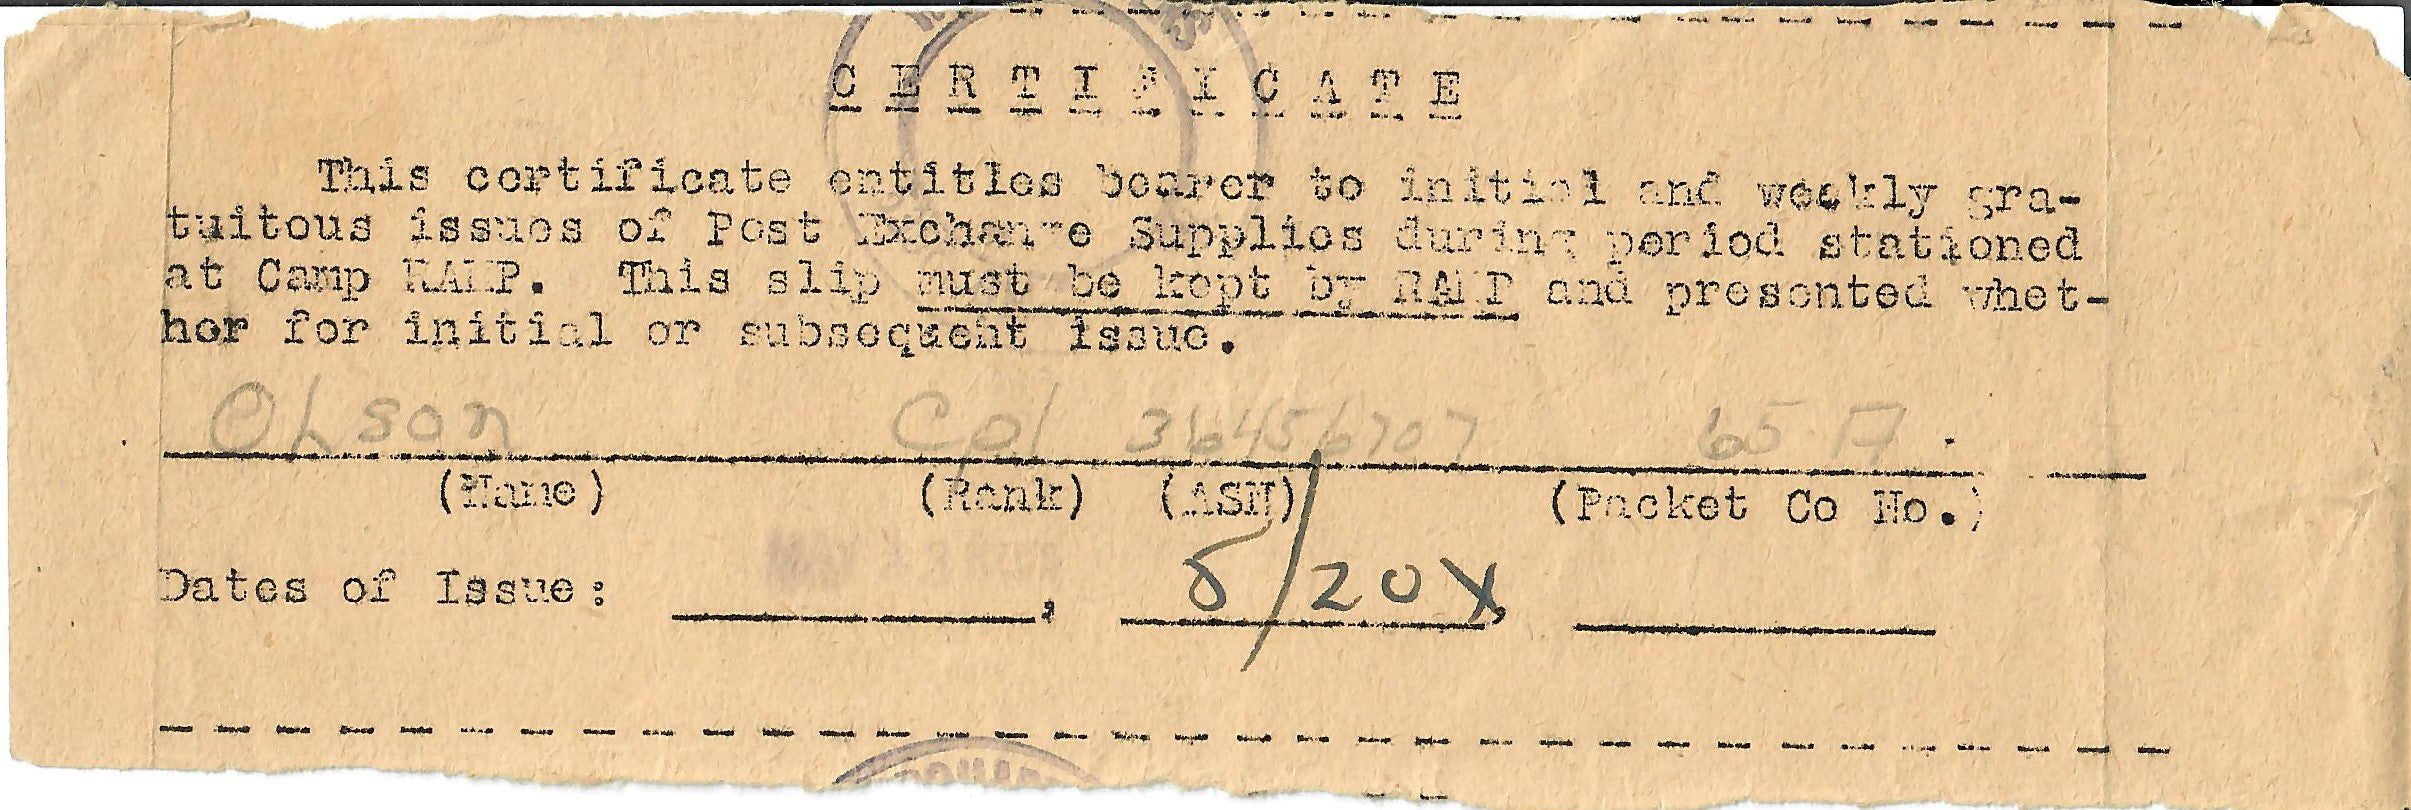 CERTIFICATE
This certificate entitles bearer to initial and weekly gra-
tuitous issues of Post Exchange Supplies during period stationed
at Camp RAMP. This slip must be kept by RAMP and presented whet-
her for initial or subsequent issue.
Olson Cpl 36456707 65 A
(Name) (Rank) (ASN) (Packet Co No.)
Dates of Issue: , 5/20 X,